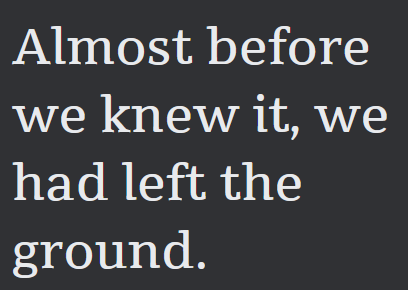 Almost before
we knew it, we
had left the
ground.